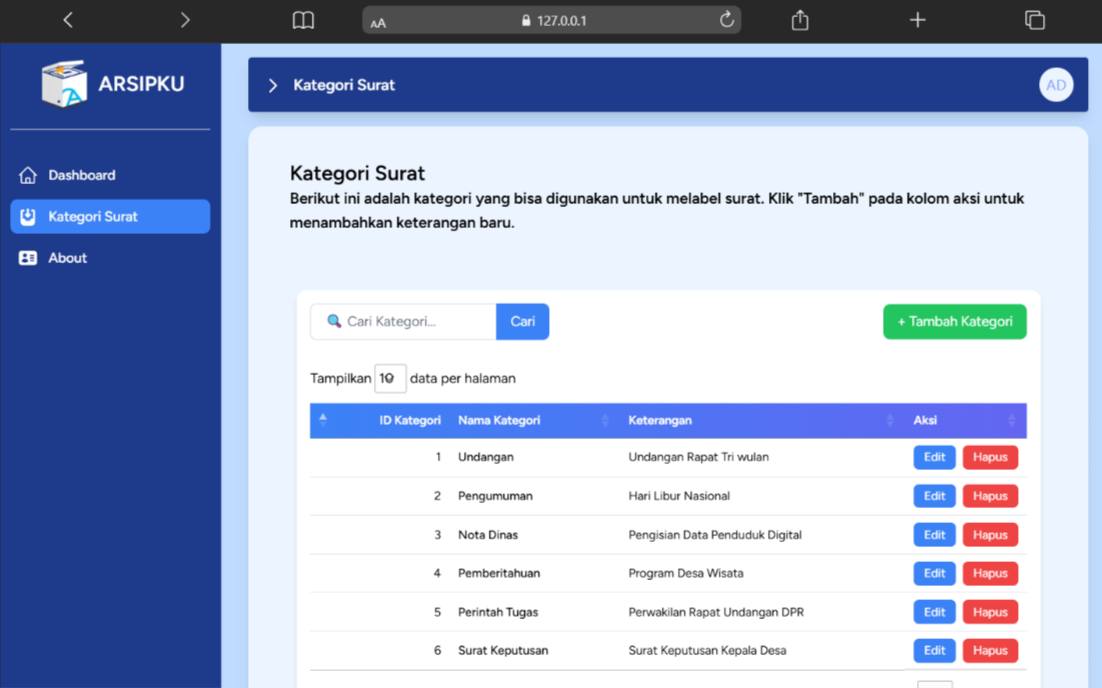 AA 127.0.0.1
ARSIPKU
Kategori Surat
AD
Dashboard
Kategori Surat
About
Kategori Surat
Berikut ini adalah kategori yang bisa digunakan untuk melabel surat. Klik "Tambah" pada kolom aksi untuk
menambahkan keterangan baru.
Cari Kategori... Cari + Tambah Kategori
Tampilkan 10 data per halaman
ID Kategori Nama Kategori Keterangan Aksi
1 Undangan Undangan Rapat Tri wulan Edit Hapus
2 Pengumuman Hari Libur Nasional Edit Hapus
3 Nota Dinas Pengisian Data Penduduk Digital Edit Hapus
4 Pemberitahuan Program Desa Wisata Edit Hapus
5 Perintah Tugas Perwakilan Rapat Undangan DPR Edit Hapus
6 Surat Keputusan Surat Keputusan Kepala Desa Edit Hapus